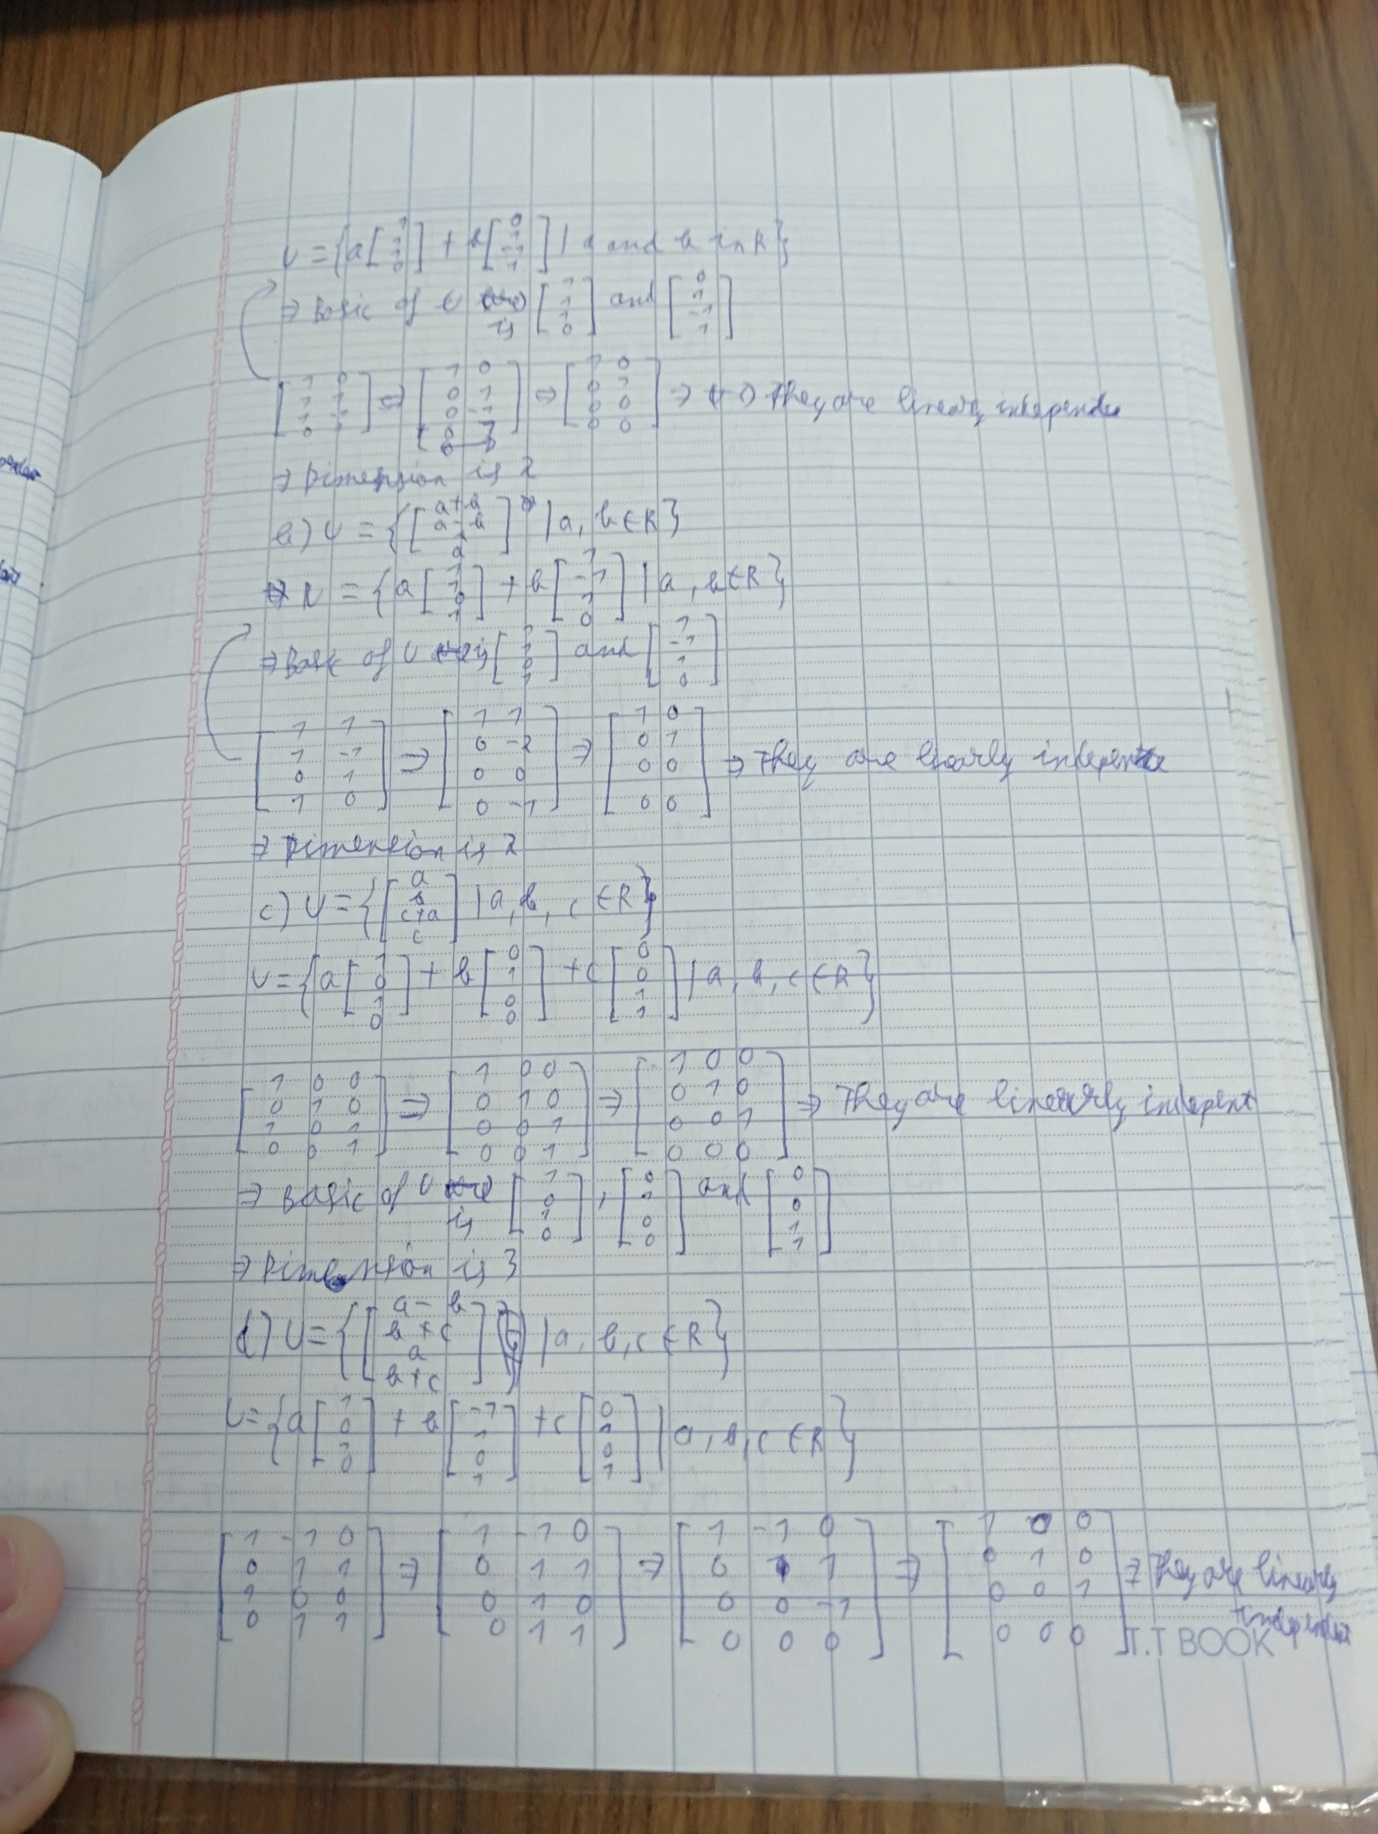 U = { a [ 1 1 1 0 ] + b [ 0 1 -1 1 ] | a and b in R }
⇒ Basic of U is [ 1 1 1 0 ] and [ 0 1 -1 1 ]
[ 1 0 1 1 1 -1 0 1 ] ⇒ [ 1 0 0 1 0 -1 0 1 ] ⇒ [ 1 0 0 1 0 0 0 0 ] ⇒ They are linearly
⇒ Dimension is 2
b) U = { [ a+b a-b b a ] | a, b ∈ R }
U = { a [ 1 1 0 1 ] + b [ 1 -1 1 0 ] | a, b ∈ R }
⇒ Basic of U is [ 1 1 0 1 ] and [ 1 -1 1 0 ]
[ 1 1 1 -1 0 1 1 0 ] ⇒ [ 1 1 0 -2 0 0 0 -1 ] ⇒ [ 1 0 0 1 0 0 0 0 ] ⇒ They are linearly
⇒ Dimension is 2
c) U = { [ a b c+a c ] | a, b, c ∈ R }
U = { a [ 1 0 1 0 ] + b [ 0 1 0 0 ] + c [ 0 0 1 1 ] | a, b, c ∈ R }
[ 1 0 0 0 1 0 1 0 1 0 0 1 ] ⇒ [ 1 0 0 0 1 0 0 0 1 0 0 1 ] ⇒ [ 1 0 0 0 1 0 0 0 1 0 0 0 ] ⇒ They are linearly indepent
⇒ Basic of U is [ 1 0 1 0 ] , [ 0 1 0 0 ] and [ 0 0 1 1 ]
⇒ Dimension is 3
d) U = { [ a-b b+c a b+c ] | a, b, c ∈ R }
U = { a [ 1 0 1 0 ] + b [ -1 1 0 1 ] + c [ 0 1 0 1 ] | a, b, c ∈ R }
[ 1 -1 0 0 1 1 1 0 0 0 1 1 ] ⇒ [ 1 -1 0 0 1 1 0 1 0 0 1 1 ] ⇒ [ 1 -1 0 0 1 1 0 0 -1 0 0 0 ] ⇒ [ 1 0 0 0 1 0 0 0 1 0 0 0 ] ⇒ They are linearly
T.T BOOK